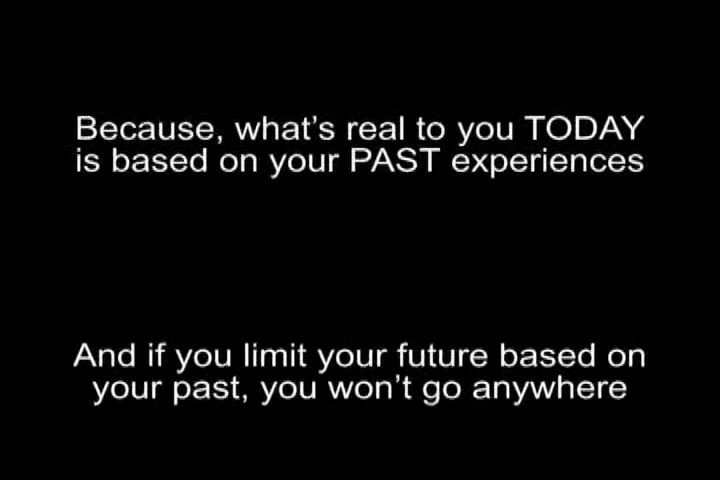 Because, what's real to you TODAY
is based on your PAST experiences
And if you limit your future based on
your past, you won't go anywhere